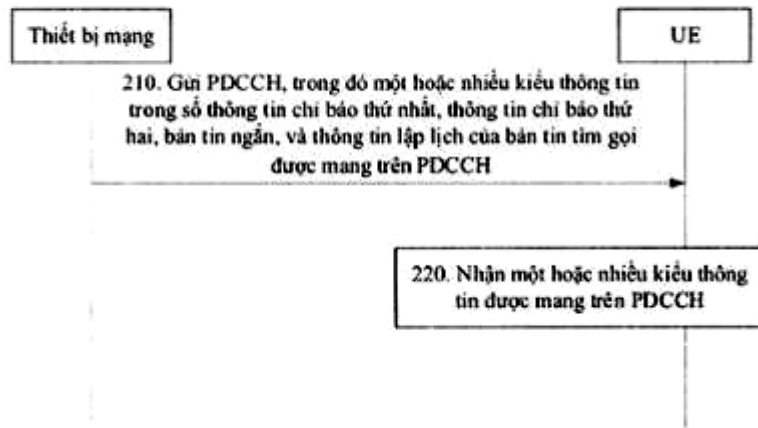 Thiết bị mạng
UE
210. Gửi PDCCH, trong đó một hoặc nhiều kiểu thông tin
trong số thông tin chỉ báo thứ nhất, thông tin chỉ báo thứ
hai, bản tin ngắn, và thông tin lập lịch của bản tin tìm gọi
được mang trên PDCCH
220. Nhận một hoặc nhiều kiểu thông
tin được mang trên PDCCH